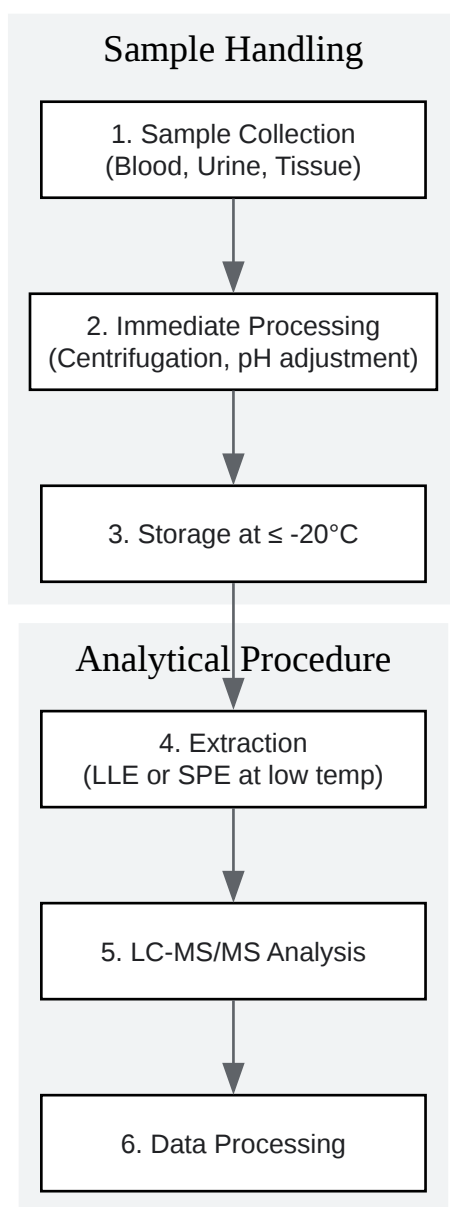 Sample Handling
1. Sample Collection
(Blood, Urine, Tissue)
2. Immediate Processing
(Centrifugation, pH adjustment)
3. Storage at ≤ -20°C
Analytical Procedure
4. Extraction
(LLE or SPE at low temp)
5. LC-MS/MS Analysis
6. Data Processing